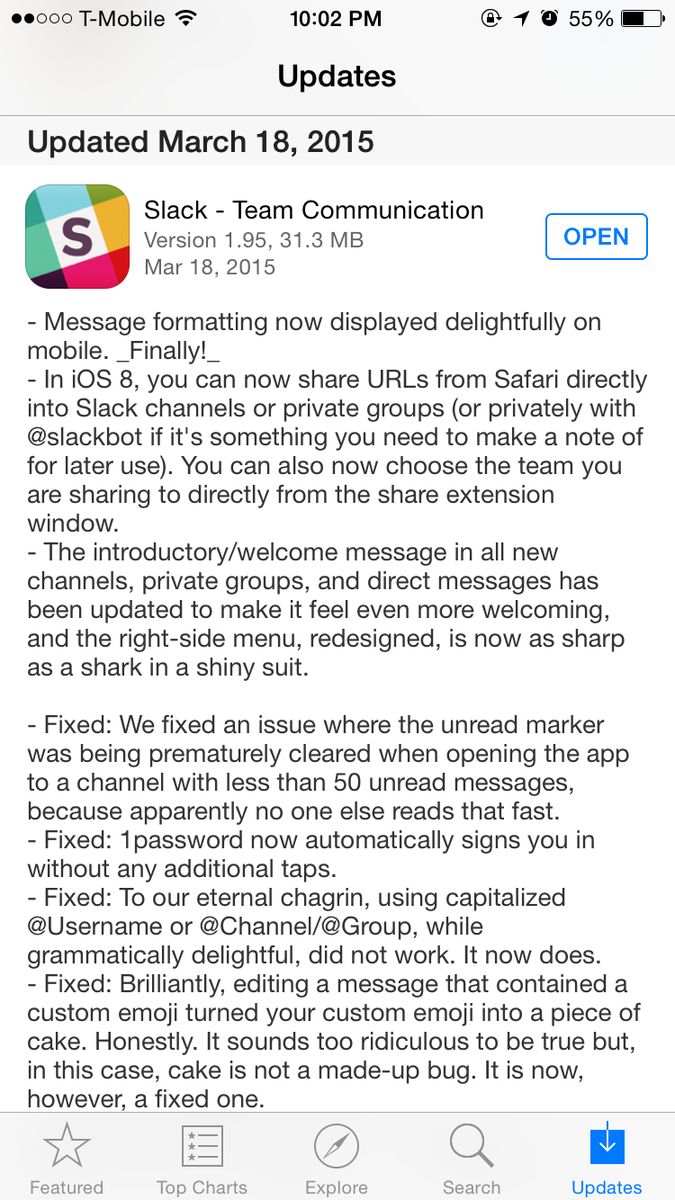 T-Mobile 10:02 PM 55%
Updates
Updated March 18, 2015
S
Slack - Team Communication
Version 1.95, 31.3 MB
Mar 18, 2015
OPEN
- Message formatting now displayed delightfully on
mobile. _Finally!_
- In iOS 8, you can now share URLs from Safari directly
into Slack channels or private groups (or privately with
@slackbot if it's something you need to make a note of
for later use). You can also now choose the team you
are sharing to directly from the share extension
window.
- The introductory/welcome message in all new
channels, private groups, and direct messages has
been updated to make it feel even more welcoming,
and the right-side menu, redesigned, is now as sharp
as a shark in a shiny suit.
- Fixed: We fixed an issue where the unread marker
was being prematurely cleared when opening the app
to a channel with less than 50 unread messages,
because apparently no one else reads that fast.
- Fixed: 1password now automatically signs you in
without any additional taps.
- Fixed: To our eternal chagrin, using capitalized
@Username or @Channel/@Group, while
grammatically delightful, did not work. It now does.
- Fixed: Brilliantly, editing a message that contained a
custom emoji turned your custom emoji into a piece of
cake. Honestly. It sounds too ridiculous to be true but,
in this case, cake is not a made-up bug. It is now,
however, a fixed one.
Featured Top Charts Explore Search Updates